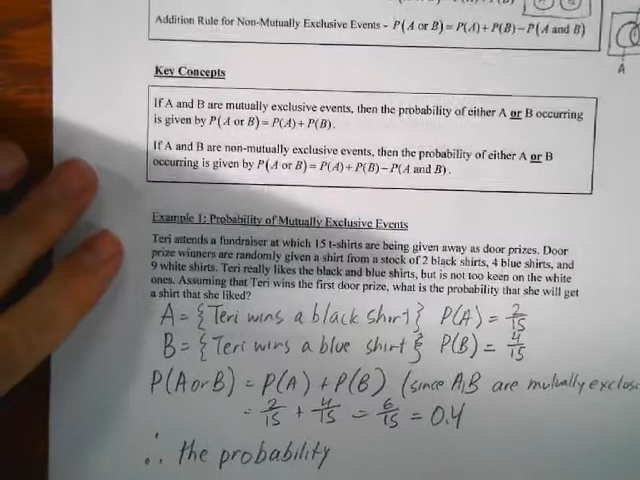 Addition Rule for Non-Mutually Exclusive Events - P(A or B) = P(A) + P(B) − P(A and B)
A
Key Concepts
If A and B are mutually exclusive events, then the probability of either A or B occurring
is given by P(A or B) = P(A) + P(B).
If A and B are non-mutually exclusive events, then the probability of either A or B
occurring is given by P(A or B) = P(A) + P(B) − P(A and B).
Example 1: Probability of Mutually Exclusive Events
Teri attends a fundraiser at which 15 t-shirts are being given away as door prizes. Door
prize winners are randomly given a shirt from a stock of 2 black shirts, 4 blue shirts, and
9 white shirts. Teri really likes the black and blue shirts, but is not too keen on the white
ones. Assuming that Teri wins the first door prize, what is the probability that she will get
a shirt that she liked?
A = { Teri wins a black shirt } P(A) = 2/15
B = { Teri wins a blue shirt } P(B) = 4/15
P(A or B) = P(A) + P(B) (since A,B are mutually exclus
= 2/15 + 4/15 = 6/15 = 0.4
∴ the probability